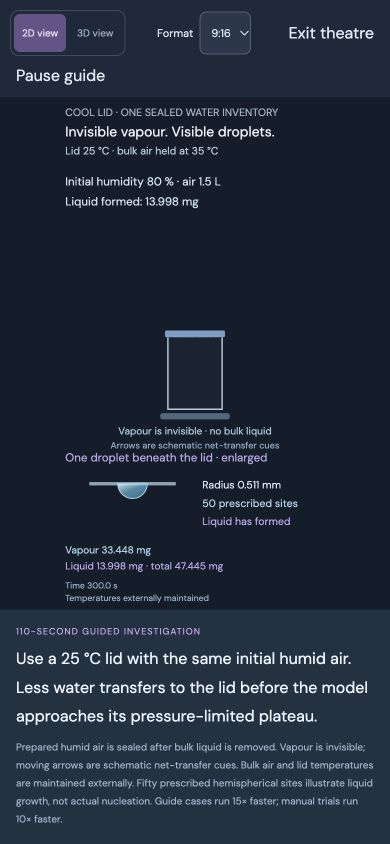 2D view 3D view Format 9:16 Exit theatre
Pause guide
COOL LID · ONE SEALED WATER INVENTORY
Invisible vapour. Visible droplets.
Lid 25 °C · bulk air held at 35 °C
Initial humidity 80 % · air 1.5 L
Liquid formed: 13.998 mg
Vapour is invisible · no bulk liquid
Arrows are schematic net-transfer cues
One droplet beneath the lid · enlarged
Radius 0.511 mm
50 prescribed sites
Liquid has formed
Vapour 33.448 mg
Liquid 13.998 mg · total 47.445 mg
Time 300.0 s
Temperatures externally maintained
110-SECOND GUIDED INVESTIGATION
Use a 25 °C lid with the same initial humid air.
Less water transfers to the lid before the model
approaches its pressure-limited plateau.
Prepared humid air is sealed after bulk liquid is removed. Vapour is invisible;
moving arrows are schematic net-transfer cues. Bulk air and lid temperatures
are maintained externally. Fifty prescribed hemispherical sites illustrate liquid
growth, not actual nucleation. Guide cases run 15× faster; manual trials run
10× faster.